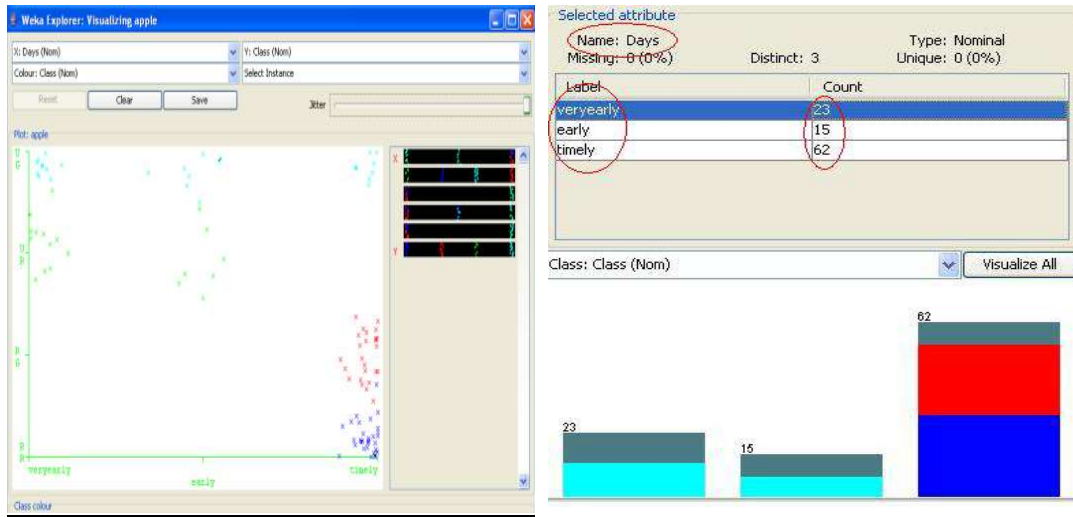 Weka Explorer: Visualizing apple
X: Days (Nom)
Y: Class (Nom)
Colour: Class (Nom)
Select Instance
Reset
Clear
Save
Jitter
Plot: apple
U
G
X
Y
veryearly
early
timely
Class colour
Selected attribute
Name: Days
Type: Nominal
Missing: 0 (0%)
Distinct: 3
Unique: 0 (0%)
Label
Count
veryearly
23
early
15
timely
62
Class: Class (Nom)
Visualize All
62
23
15